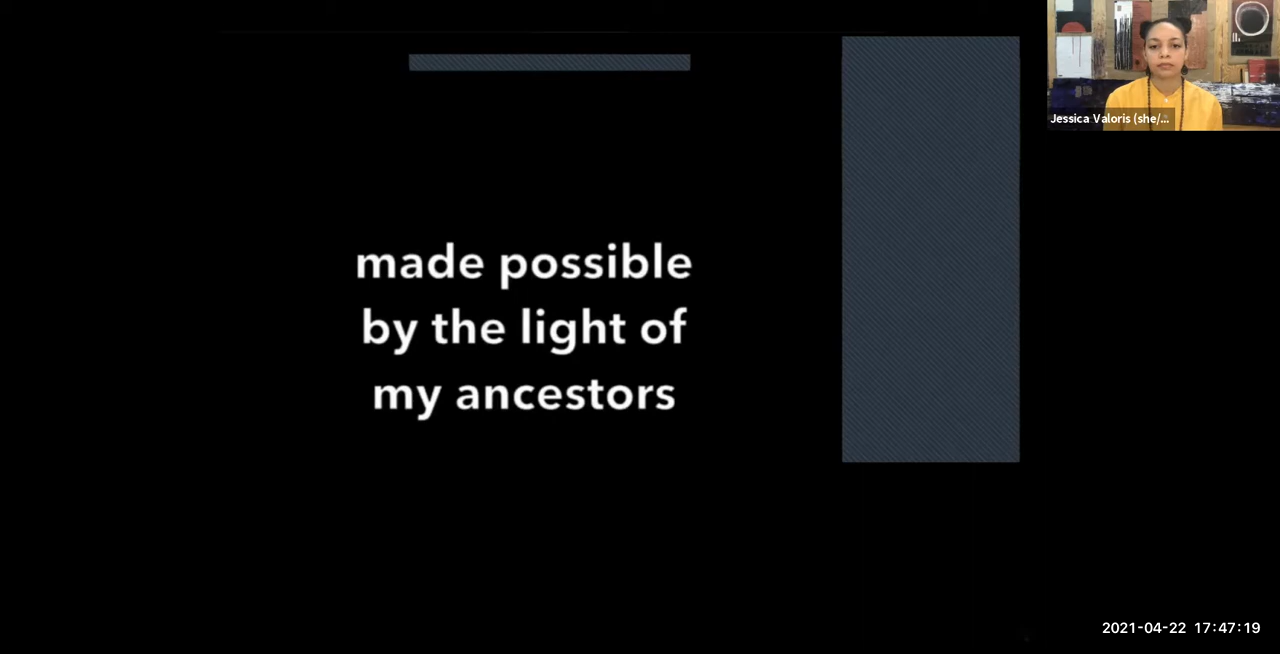 Jessica Valoris (she/...
made possible
by the light of
my ancestors
2021-04-22 17:47:19